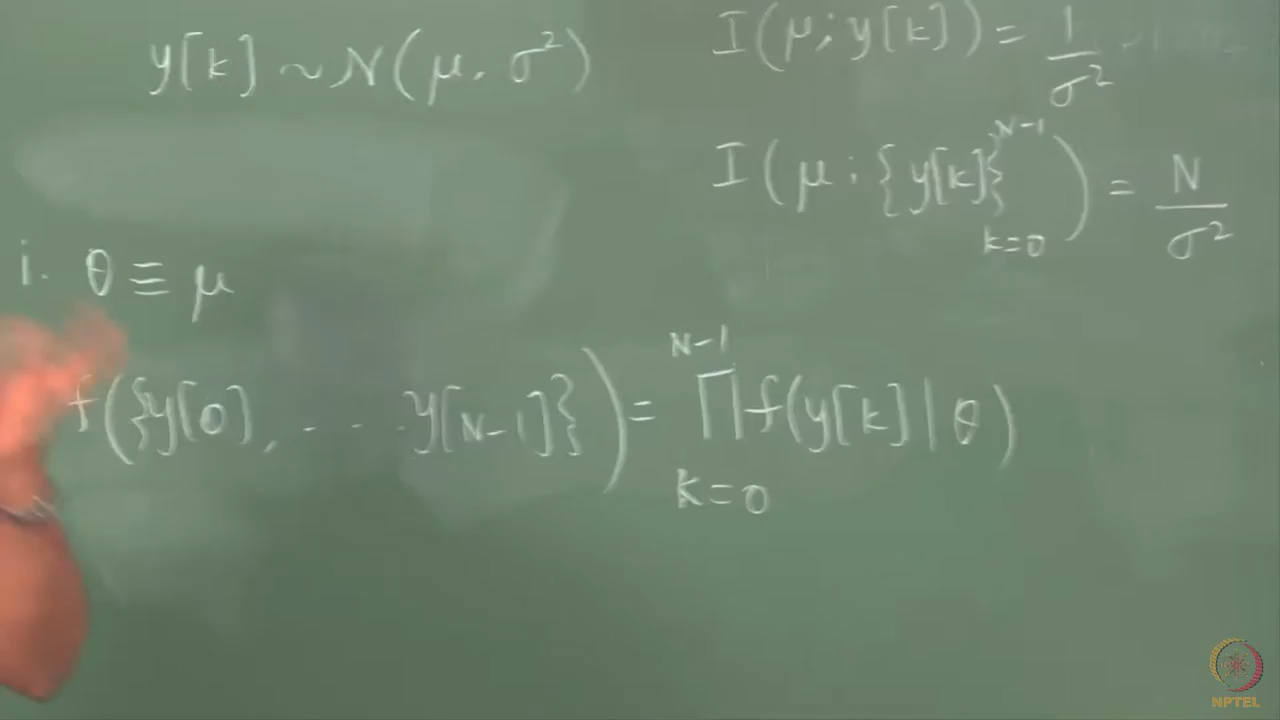 y[k] ~ N(μ, σ²)
I(μ; y[k]) = 1/σ²
I(μ; {y[k]}_{k=0}^{N-1}) = N/σ²
i. θ ≡ μ
f({y[0], ... y[N-1]}) = ∏_{k=0}^{N-1} f(y[k] | θ)
NPTEL